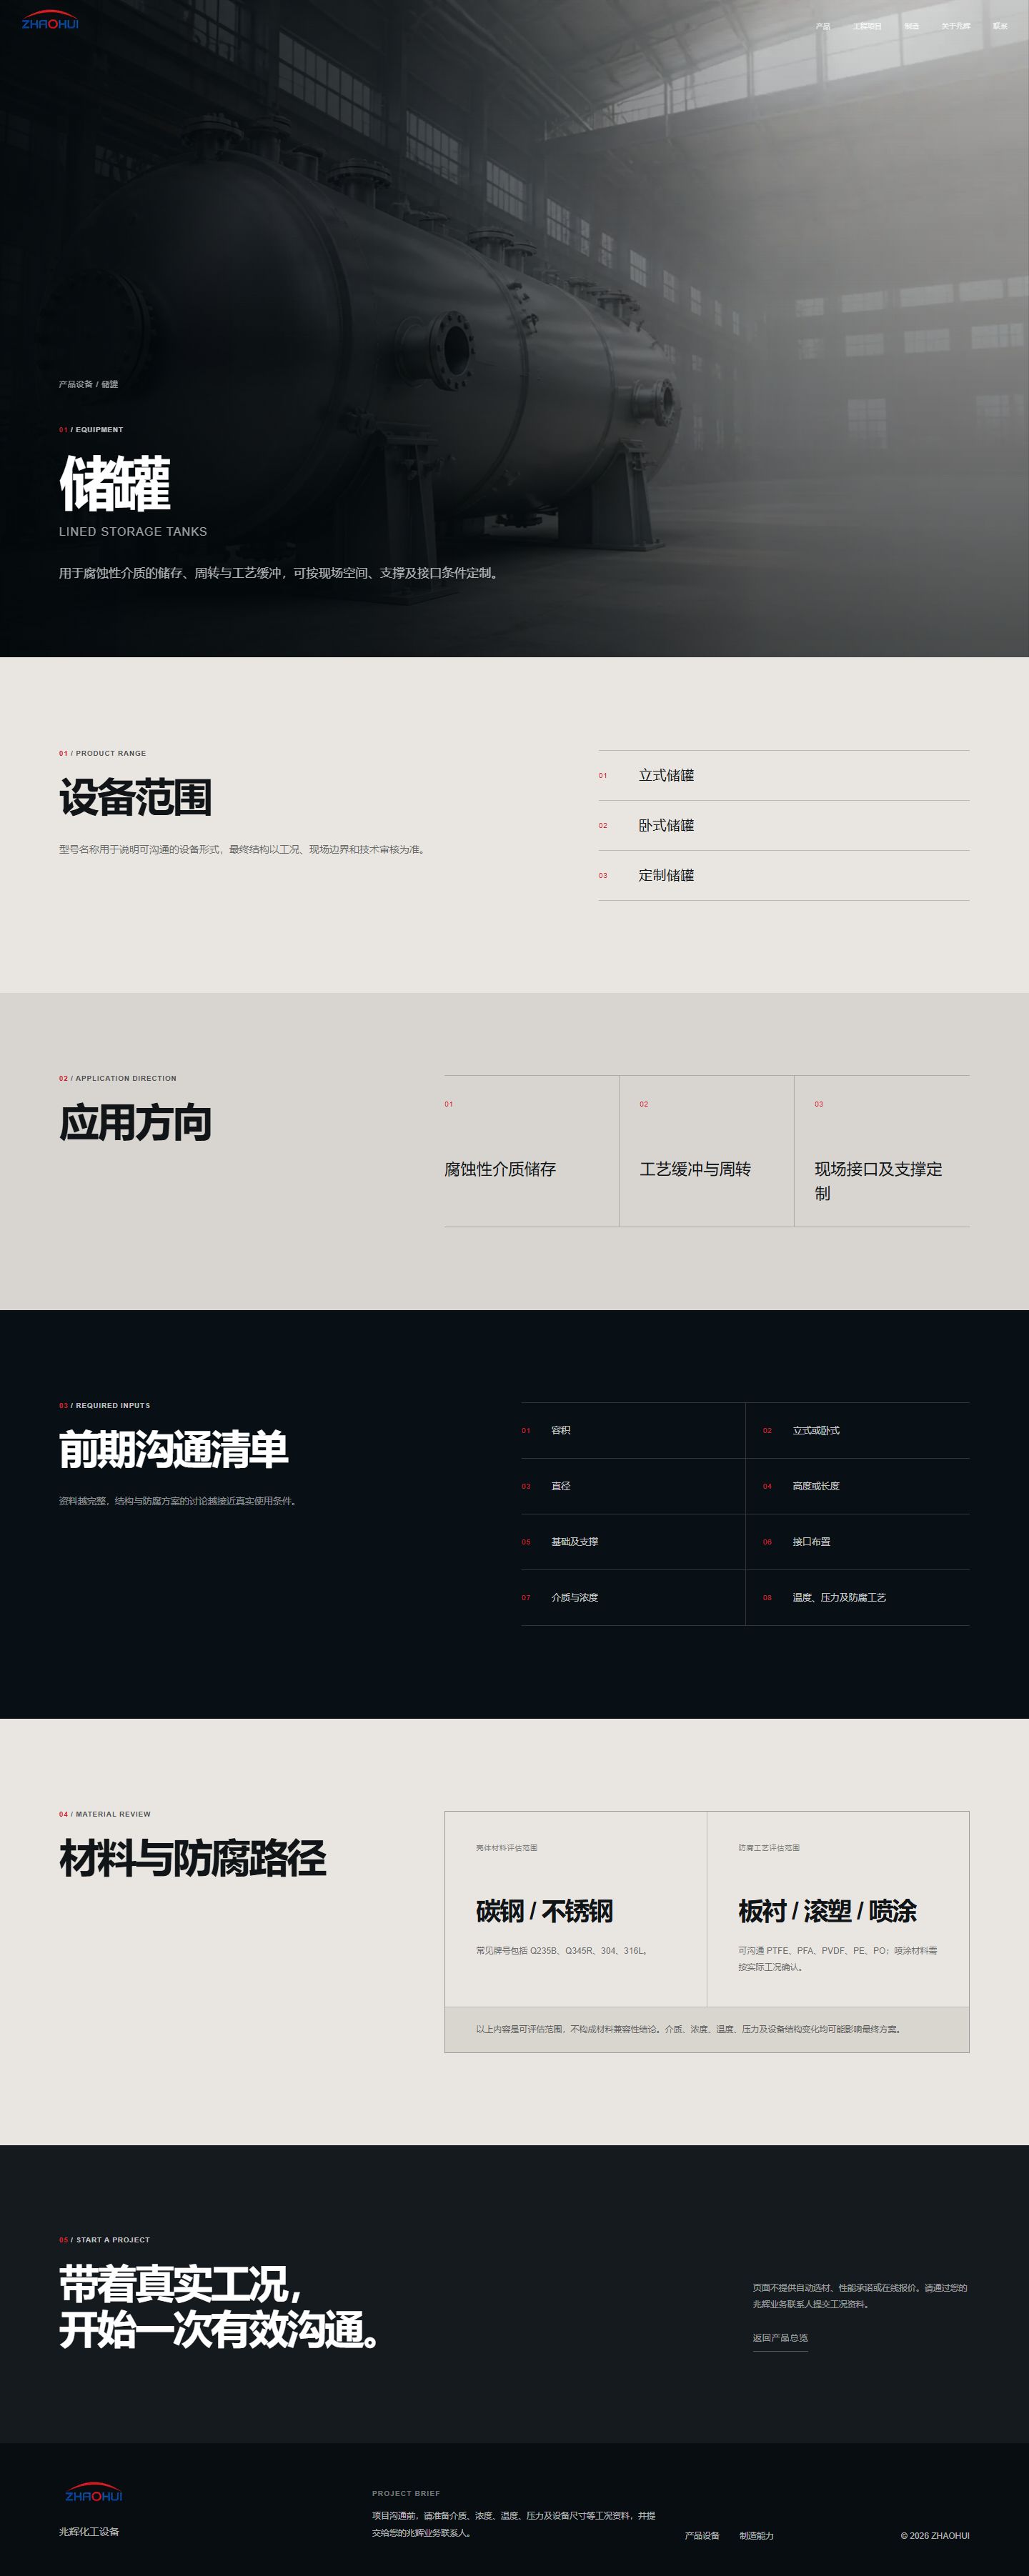 ZHAOHUI
产品 工程项目 制造 关于兆辉 联系
产品设备 / 储罐
01 / EQUIPMENT
储罐
LINED STORAGE TANKS
用于腐蚀性介质的储存、周转与工艺缓冲，可按现场空间、支撑及接口条件定制。
01 / PRODUCT RANGE
设备范围
型号名称用于说明可沟通的设备形式，最终结构以工况、现场边界和技术审核为准。
01 立式储罐
02 卧式储罐
03 定制储罐
02 / APPLICATION DIRECTION
应用方向
01
腐蚀性介质储存
02
工艺缓冲与周转
03
现场接口及支撑定
制
03 / REQUIRED INPUTS
前期沟通清单
资料越完整，结构与防腐方案的讨论越接近真实使用条件。
01 容积
02 立式或卧式
03 直径
04 高度或长度
05 基础及支撑
06 接口布置
07 介质与浓度
08 温度、压力及防腐工艺
04 / MATERIAL REVIEW
材料与防腐路径
壳体材料评估范围
碳钢 / 不锈钢
常见牌号包括 Q235B、Q345R、304、316L。
防腐工艺评估范围
板衬 / 滚塑 / 喷涂
可沟通 PTFE、PFA、PVDF、PE、PO；喷涂材料需
按实际工况确认。
以上内容是可评估范围，不构成材料兼容性结论。介质、浓度、温度、压力及设备结构变化均可能影响最终方案。
05 / START A PROJECT
带着真实工况，
开始一次有效沟通。
页面不提供自动选材、性能承诺或在线报价。请通过您的
兆辉业务联系人提交工况资料。
返回产品总览
ZHAOHUI
兆辉化工设备
PROJECT BRIEF
项目沟通前，请准备介质、浓度、温度、压力及设备尺寸等工况资料，并提
交给您的兆辉业务联系人。
产品设备 制造能力
© 2026 ZHAOHUI